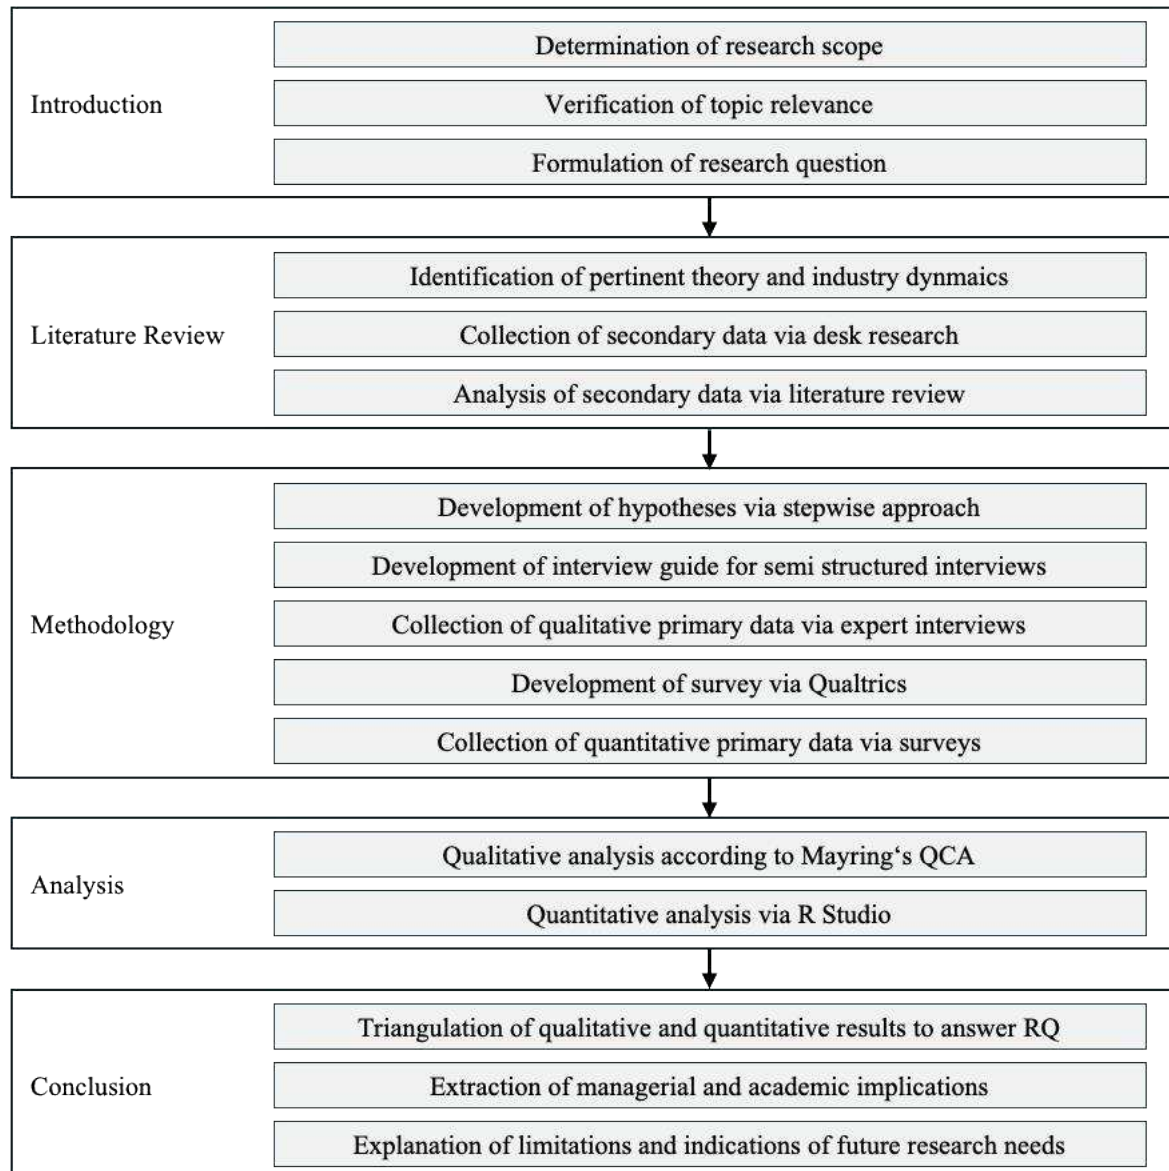 Determination of research scope
Introduction
Verification of topic relevance
Formulation of research question
Identification of pertinent theory and industry dynmaics
Literature Review
Collection of secondary data via desk research
Analysis of secondary data via literature review
Development of hypotheses via stepwise approach
Development of interview guide for semi structured interviews
Methodology
Collection of qualitative primary data via expert interviews
Development of survey via Qualtrics
Collection of quantitative primary data via surveys
Analysis
Qualitative analysis according to Mayring‘s QCA
Quantitative analysis via R Studio
Triangulation of qualitative and quantitative results to answer RQ
Conclusion
Extraction of managerial and academic implications
Explanation of limitations and indications of future research needs